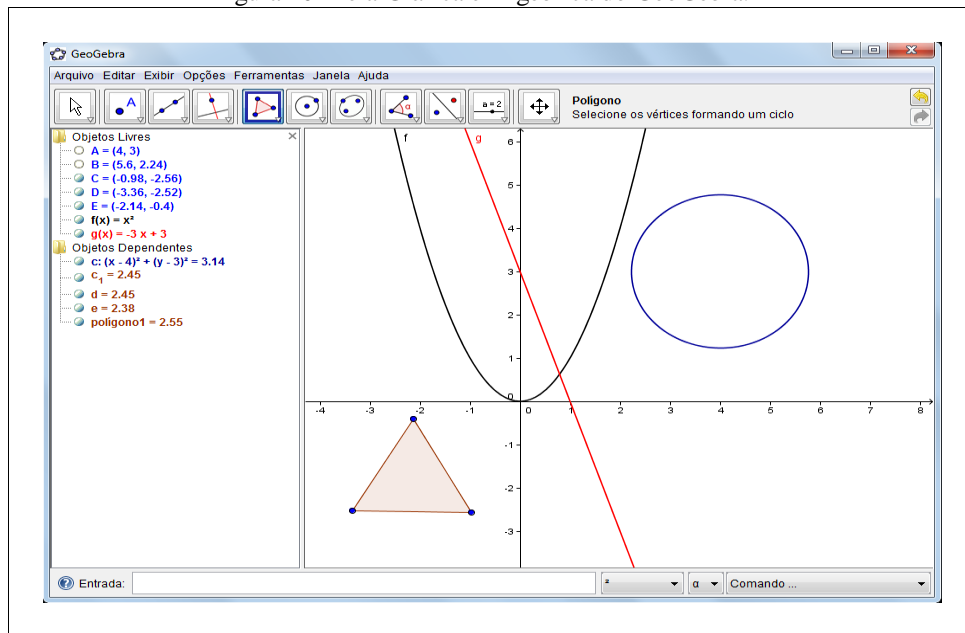 GeoGebra
Arquivo Editar Exibir Opções Ferramentas Janela Ajuda
A
α
a = 2
Polígono
Selecione os vértices formando um ciclo
Objetos Livres
A = (4, 3)
B = (5.6, 2.24)
C = (-0.98, -2.56)
D = (-3.36, -2.52)
E = (-2.14, -0.4)
f(x) = x²
g(x) = -3 x + 3
Objetos Dependentes
c: (x - 4)² + (y - 3)² = 3.14
c₁ = 2.45
d = 2.45
e = 2.38
polígono1 = 2.55
f
g
6
5
4
3
2
1
0
-1
-2
-3
-4 -3 -2 -1 0 1 2 3 4 5 6 7 8
Entrada:
²
α
Comando ...